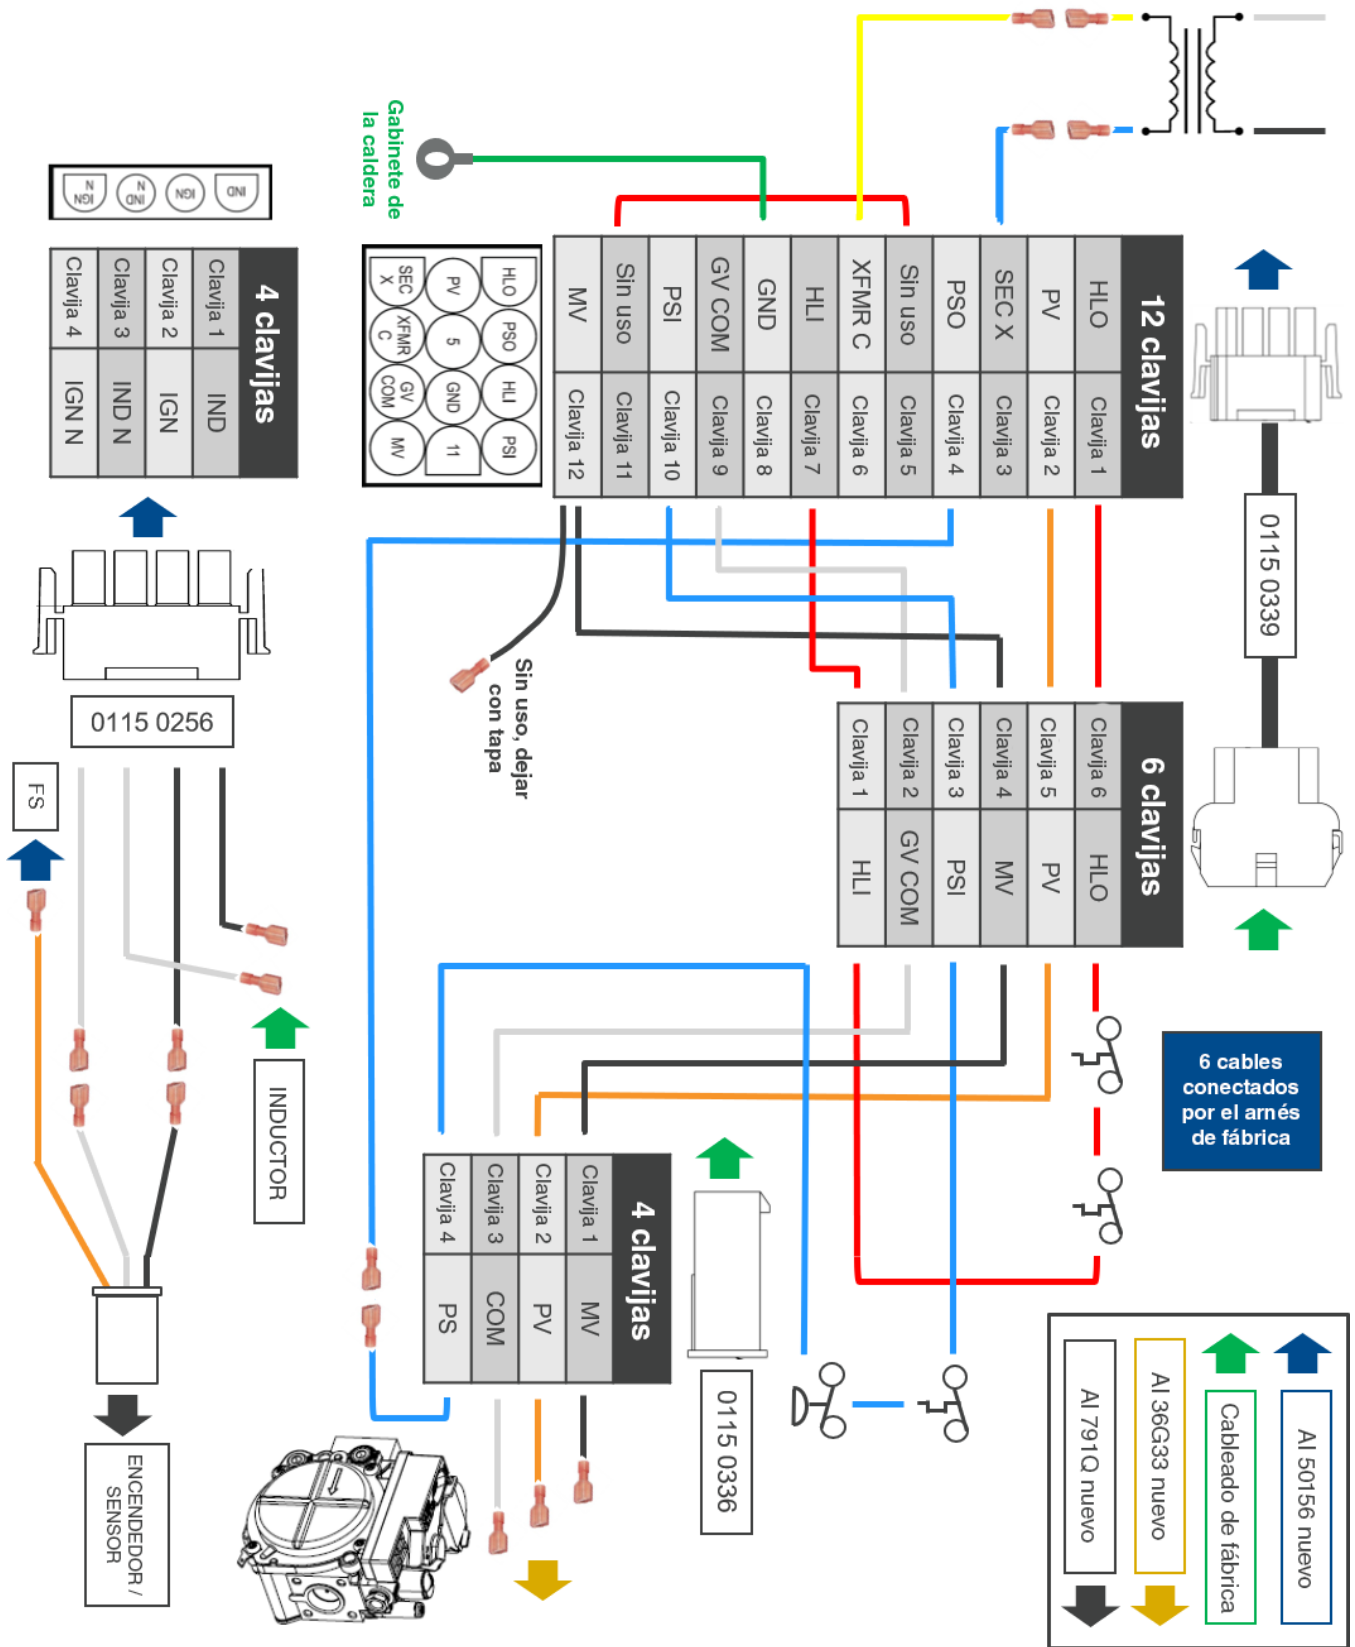 Gabinete de
la caldera
IND
IGN
IND
N
IGN
N
4 clavijas
Clavija 1
IND
Clavija 2
IGN
Clavija 3
IND N
Clavija 4
IGN N
0115 0256
FS
INDUCTOR
ENCENDEDOR /
SENSOR
HLO
PSO
HLI
PSI
PV
5
GND
11
SEC
X
XFMR
C
GV
COM
MV
12 clavijas
HLO
Clavija 1
PV
Clavija 2
SEC X
Clavija 3
PSO
Clavija 4
Sin uso
Clavija 5
XFMR C
Clavija 6
HLI
Clavija 7
GND
Clavija 8
GV COM
Clavija 9
PSI
Clavija 10
Sin uso
Clavija 11
MV
Clavija 12
Sin uso, dejar
con tapa
0115 0339
6 clavijas
Clavija 6
HLO
Clavija 5
PV
Clavija 4
MV
Clavija 3
PSI
Clavija 2
GV COM
Clavija 1
HLI
6 cables
conectados
por el arnés
de fábrica
4 clavijas
Clavija 1
MV
Clavija 2
PV
Clavija 3
COM
Clavija 4
PS
0115 0336
Al 50156 nuevo
Cableado de fábrica
Al 36G33 nuevo
Al 791Q nuevo